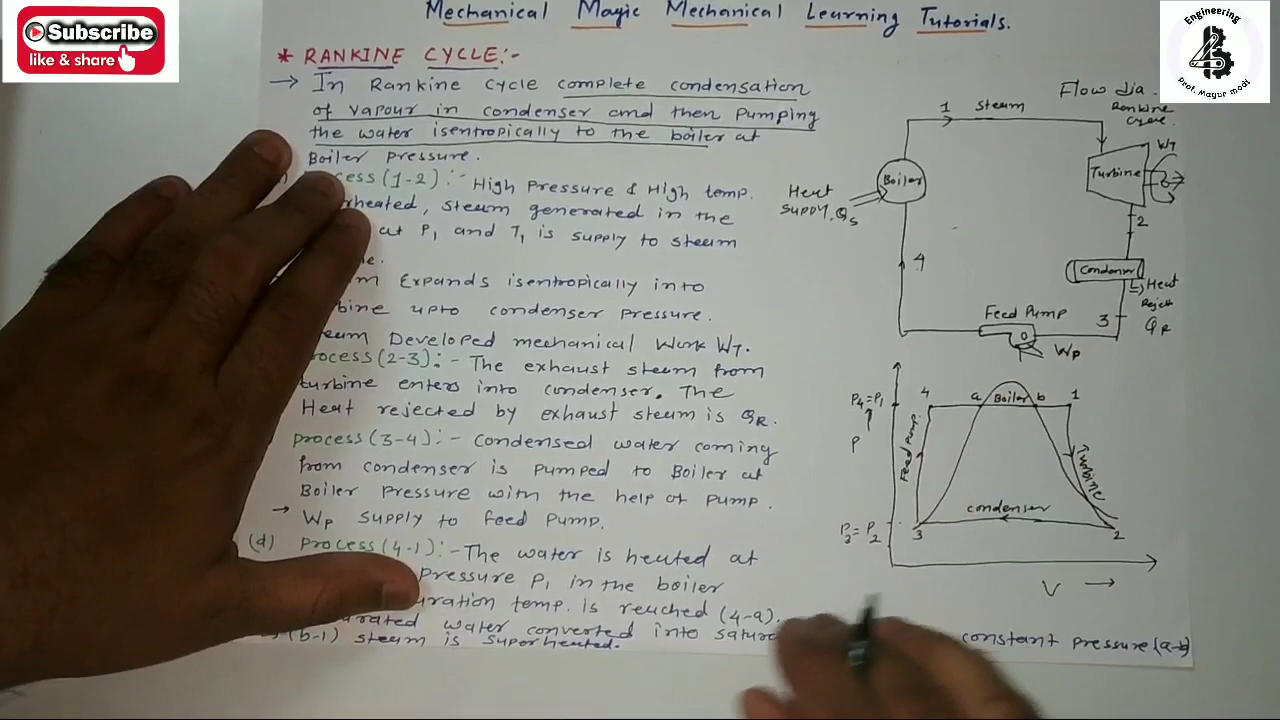 Mechanical Magic Mechanical Learning Tutorials.
Subscribe
like & share
Engineering
Prof. Mayur modi
* RANKINE CYCLE:-
→ In Rankine cycle complete condensation
of vapour in condenser and then pumping
the water isentropically to the boiler at
Boiler pressure.
(1-2):- High Pressure & High temp.
steam generated in the
at P1 and T1 is supply to steam
Expands isentropically into
upto condenser pressure.
Developed mechanical work WT.
process(2-3):- The exhaust steam from
turbine enters into condenser. The
Heat rejected by exhaust steam is QR.
process(3-4):- Condensed water coming
from condenser is pumped to Boiler at
Boiler Pressure with the help of pump.
→ Wp supply to feed pump.
(d) process(4-1):- The water is heated at
pressure P1 in the boiler
temp. is reached (4-a).
water converted into constant pressure (a-b)
(b-1) steam is superheated.
Flow dia.
Rankine
cycle.
1 steam
Boiler
Heat
supply, Qs
Turbine
WT
2
Condenser
Heat
Reject
QR
4
Feed Pump
3
Wp
P4=P1
4 a Boiler b 1
P
Feed pump
Turbine
condenser
P3=P2
3
2
V →